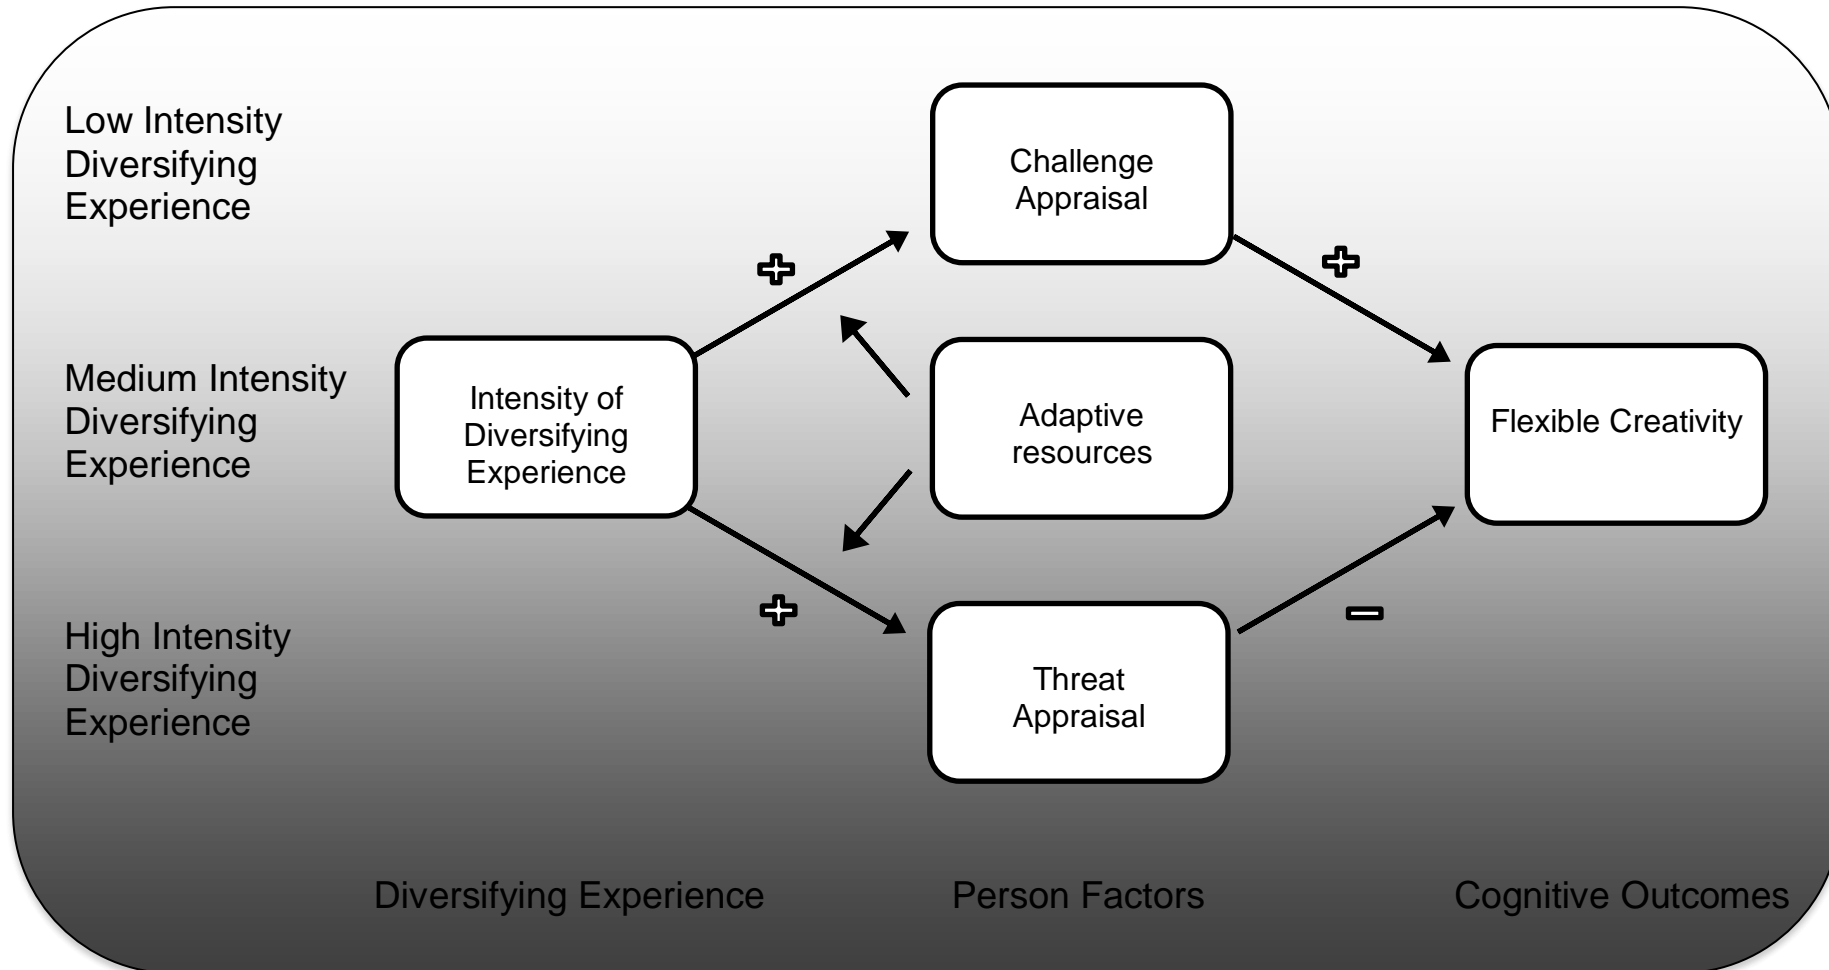 Low Intensity
Diversifying
Experience
Medium Intensity
Diversifying
Experience
High Intensity
Diversifying
Experience
Intensity of
Diversifying
Experience
Challenge
Appraisal
Adaptive
resources
Threat
Appraisal
Flexible Creativity
Diversifying Experience
Person Factors
Cognitive Outcomes